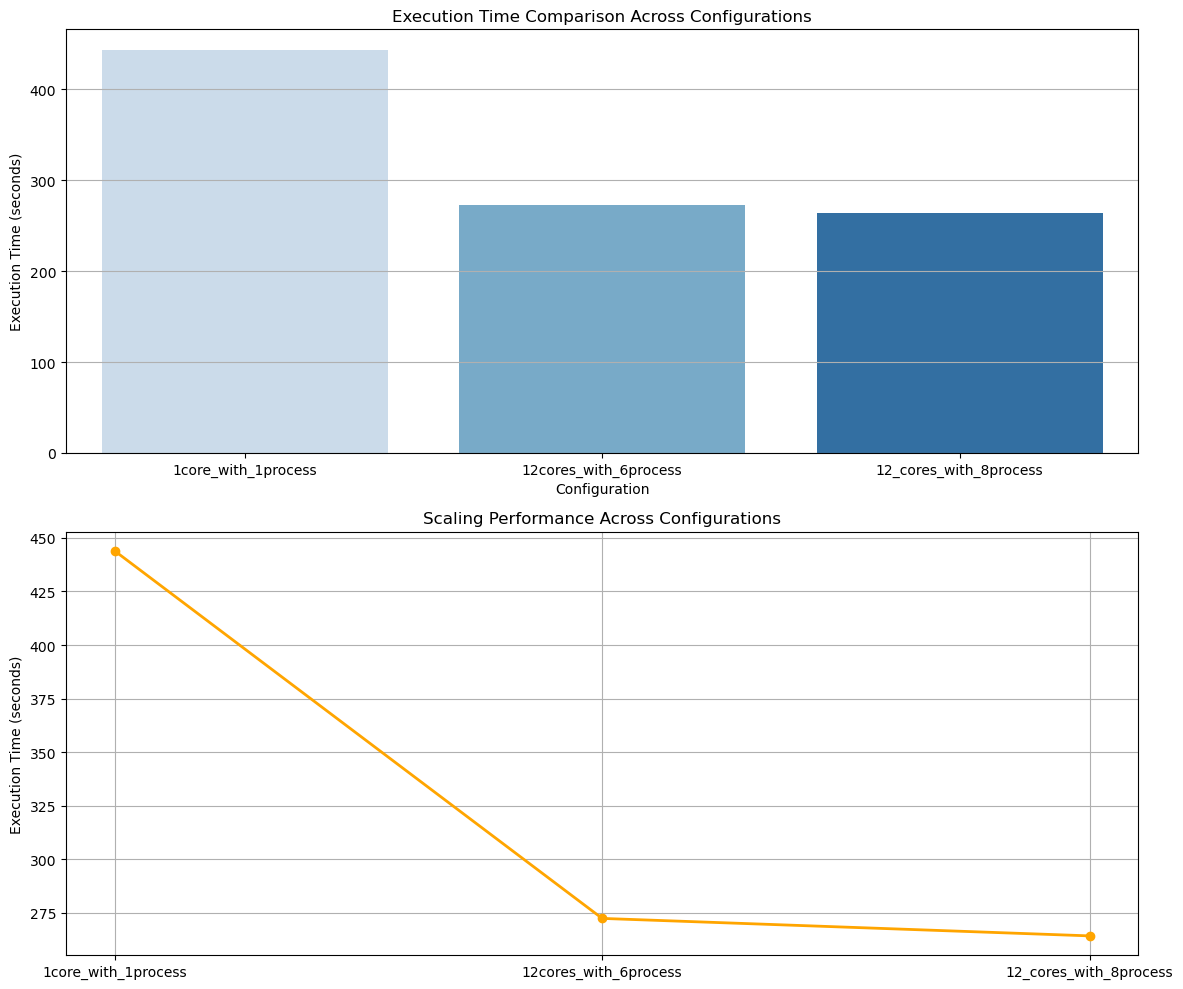 Execution Time Comparison Across Configurations
Execution Time (seconds)
400
300
200
100
0
1core_with_1process 12cores_with_6process 12_cores_with_8process
Configuration
Scaling Performance Across Configurations
Execution Time (seconds)
450
425
400
375
350
325
300
275
1core_with_1process 12cores_with_6process 12_cores_with_8process